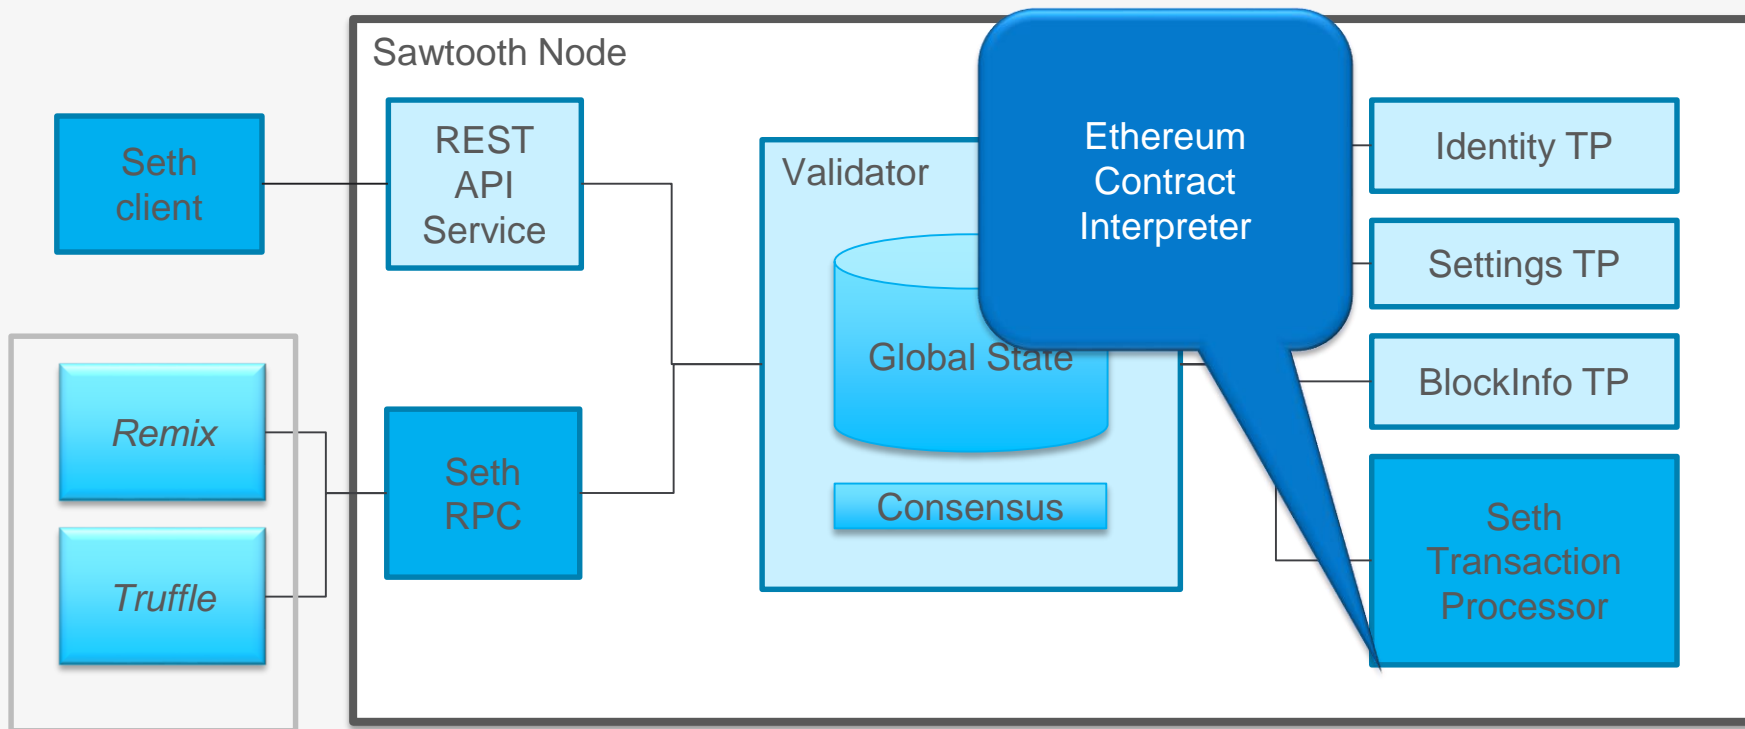 Sawtooth Node
Seth
client
REST
API
Service
Remix
Truffle
Seth
RPC
Validator
Global State
Consensus
Ethereum
Contract
Interpreter
Identity TP
Settings TP
BlockInfo TP
Seth
Transaction
Processor